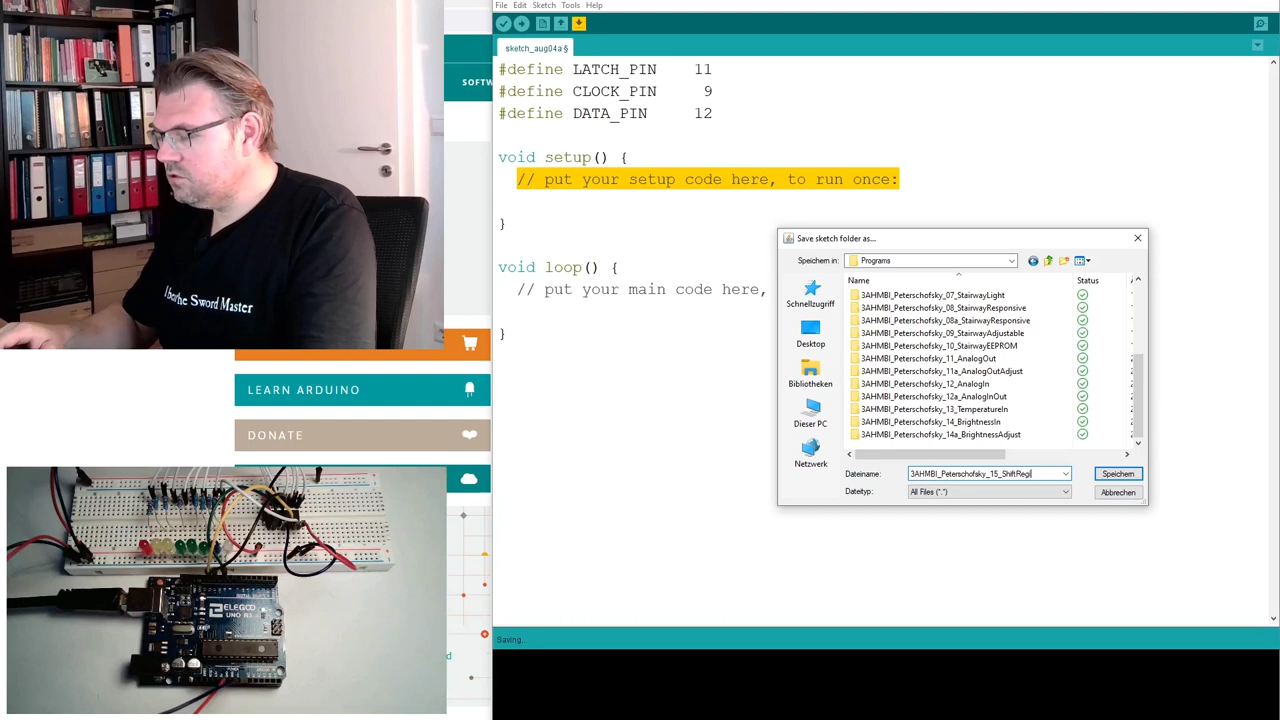 File Edit Sketch Tools Help
sketch_aug04a §
#define LATCH_PIN 11
#define CLOCK_PIN 9
#define DATA_PIN 12
void setup() {
// put your setup code here, to run once:
}
void loop() {
// put your main code here,
}
Save sketch folder as...
Speichern in:
Programs
Name
Status
Schnellzugriff
Desktop
Bibliotheken
Dieser PC
Netzwerk
3AHMBI_Peterschofsky_07_StairwayLight
3AHMBI_Peterschofsky_08_StairwayResponsive
3AHMBI_Peterschofsky_08a_StairwayResponsive
3AHMBI_Peterschofsky_09_StairwayAdjustable
3AHMBI_Peterschofsky_10_StairwayEEPROM
3AHMBI_Peterschofsky_11_AnalogOut
3AHMBI_Peterschofsky_11a_AnalogOutAdjust
3AHMBI_Peterschofsky_12_AnalogIn
3AHMBI_Peterschofsky_12a_AnalogInOut
3AHMBI_Peterschofsky_13_TemperatureIn
3AHMBI_Peterschofsky_14_BrightnessIn
3AHMBI_Peterschofsky_14a_BrightnessAdjust
Dateiname:
3AHMBI_Peterschofsky_15_ShiftRegi
Speichern
Dateityp:
All Files (*.*)
Abbrechen
Saving...
SOFTW
LEARN ARDUINO
DONATE
the Sword Master
ELEGOO
UNO R3